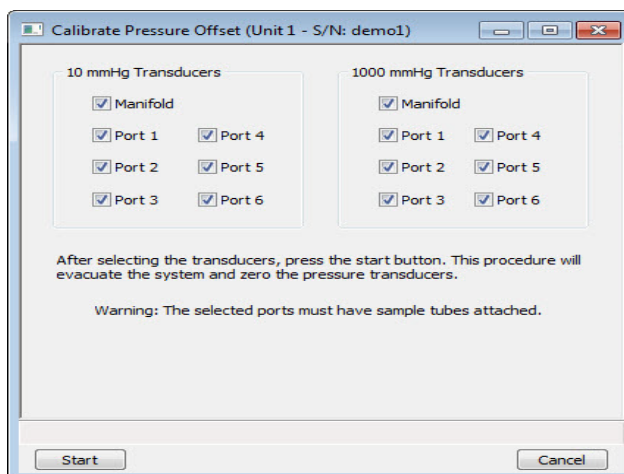 Calibrate Pressure Offset (Unit 1 - S/N: demo1)
10 mmHg Transducers
1000 mmHg Transducers
Manifold
Manifold
Port 1
Port 4
Port 1
Port 4
Port 2
Port 5
Port 2
Port 5
Port 3
Port 6
Port 3
Port 6
After selecting the transducers, press the start button. This procedure will
evacuate the system and zero the pressure transducers.
Warning: The selected ports must have sample tubes attached.
Start
Cancel